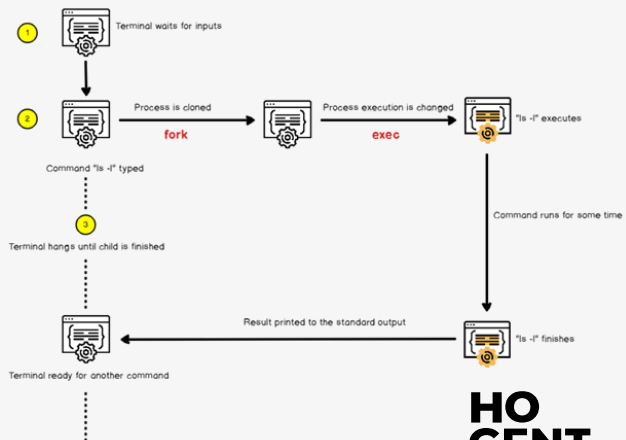 1
Terminal waits for inputs
2
Process is cloned
fork
Process execution is changed
exec
"ls -l" executes
Command "ls -l" typed
3
Command runs for some time
Terminal hangs until child is finished
Result printed to the standard output
"ls -l" finishes
Terminal ready for another command
HO
GENT